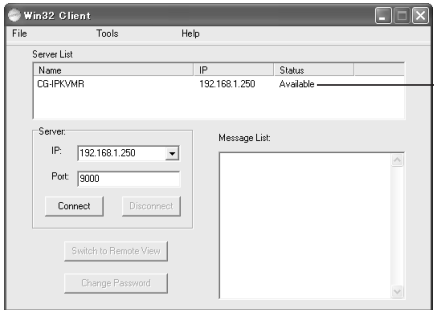 Win32 Client
File Tools Help
Server List
Name IP Status
CG-IPKVMR 192.168.1.250 Available
Server:
IP: 192.168.1.250
Port: 9000
Connect Disconnect
Switch to Remote View
Change Password
Message List: